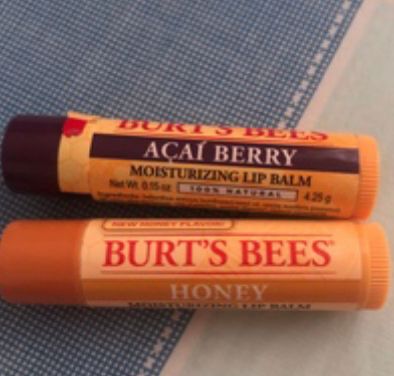 BURT'S BEES
AÇAÍ BERRY
MOISTURIZING LIP BALM
Net Wt. 0.15 oz 100% NATURAL 4.25 g
NEW HONEY FLAVOR!
BURT'S BEES
HONEY
MOISTURIZING LIP BALM